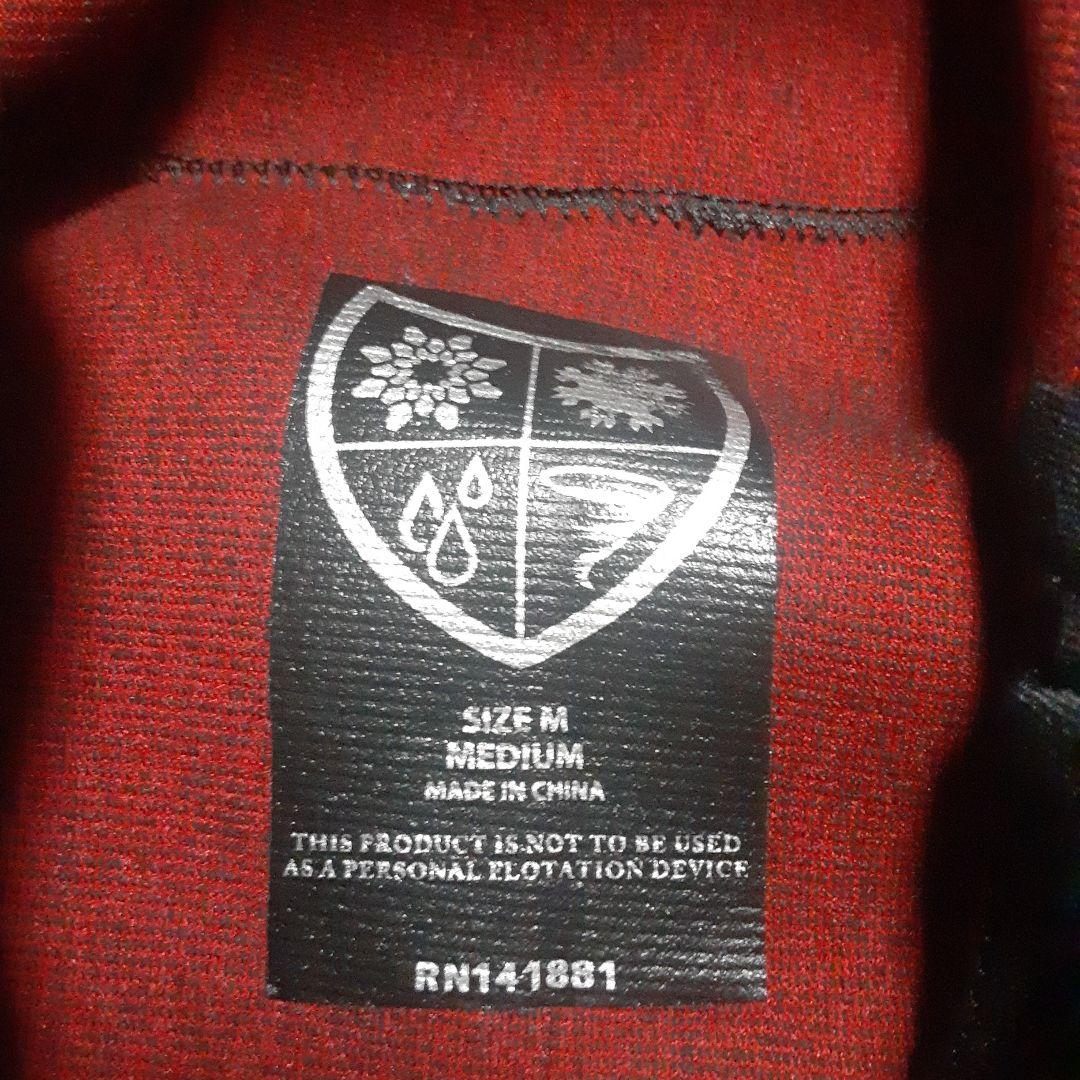 SIZE M
MEDIUM
MADE IN CHINA
THIS PRODUCT IS NOT TO BE USED
AS A PERSONAL FLOTATION DEVICE
RN141881